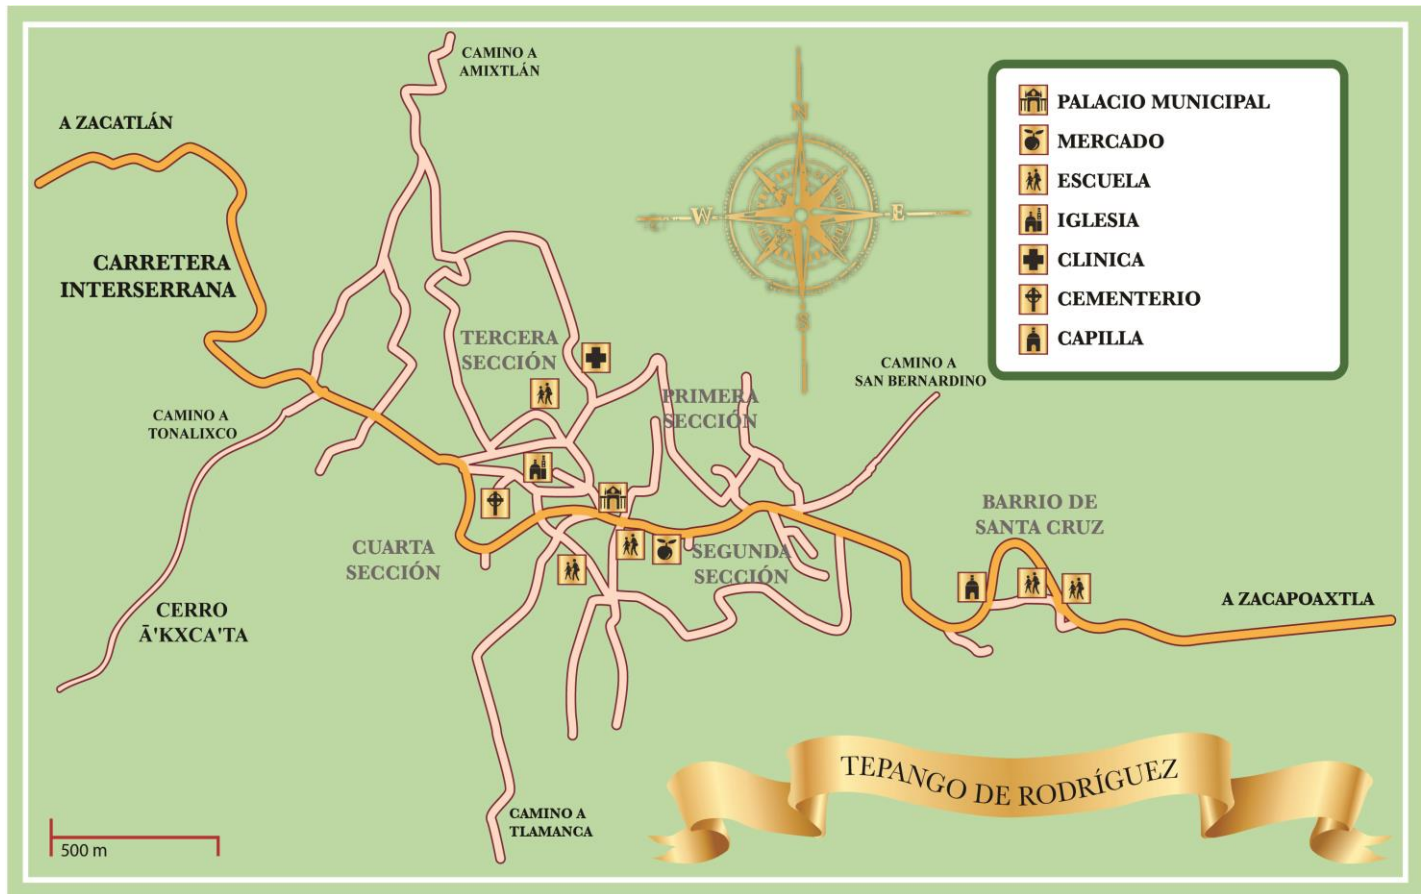 CAMINO A
AMIXTLÁN
A ZACATLÁN
CARRETERA
INTERSERRANA
N
W
E
S
PALACIO MUNICIPAL
MERCADO
ESCUELA
IGLESIA
CLINICA
CEMENTERIO
CAPILLA
TERCERA
SECCIÓN
CAMINO A
SAN BERNARDINO
PRIMERA
SECCIÓN
CAMINO A
TONALIXCO
BARRIO DE
SANTA CRUZ
CUARTA
SECCIÓN
SEGUNDA
SECCIÓN
A ZACAPOAXTLA
CERRO
Ā'KXCA'TA
TEPANGO DE RODRÍGUEZ
CAMINO A
TLAMANCA
500 m